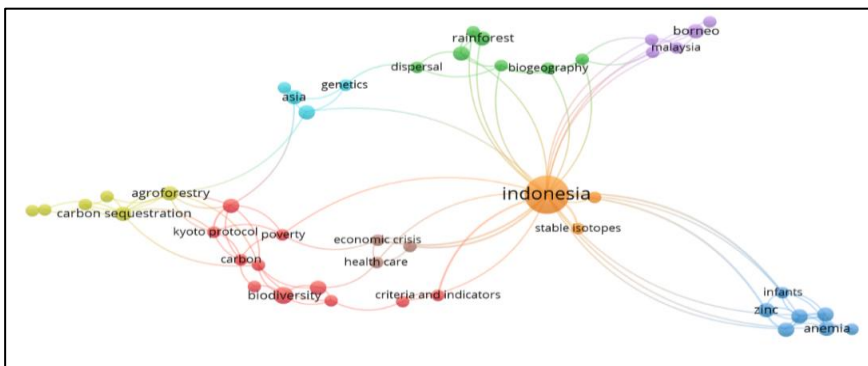 borneo
rainforest
malaysia
dispersal
biogeography
genetics
asia
indonesia
agroforestry
carbon sequestration
stable isotopes
kyoto protocol
poverty
economic crisis
carbon
health care
infants
biodiversity
criteria and indicators
zinc
anemia